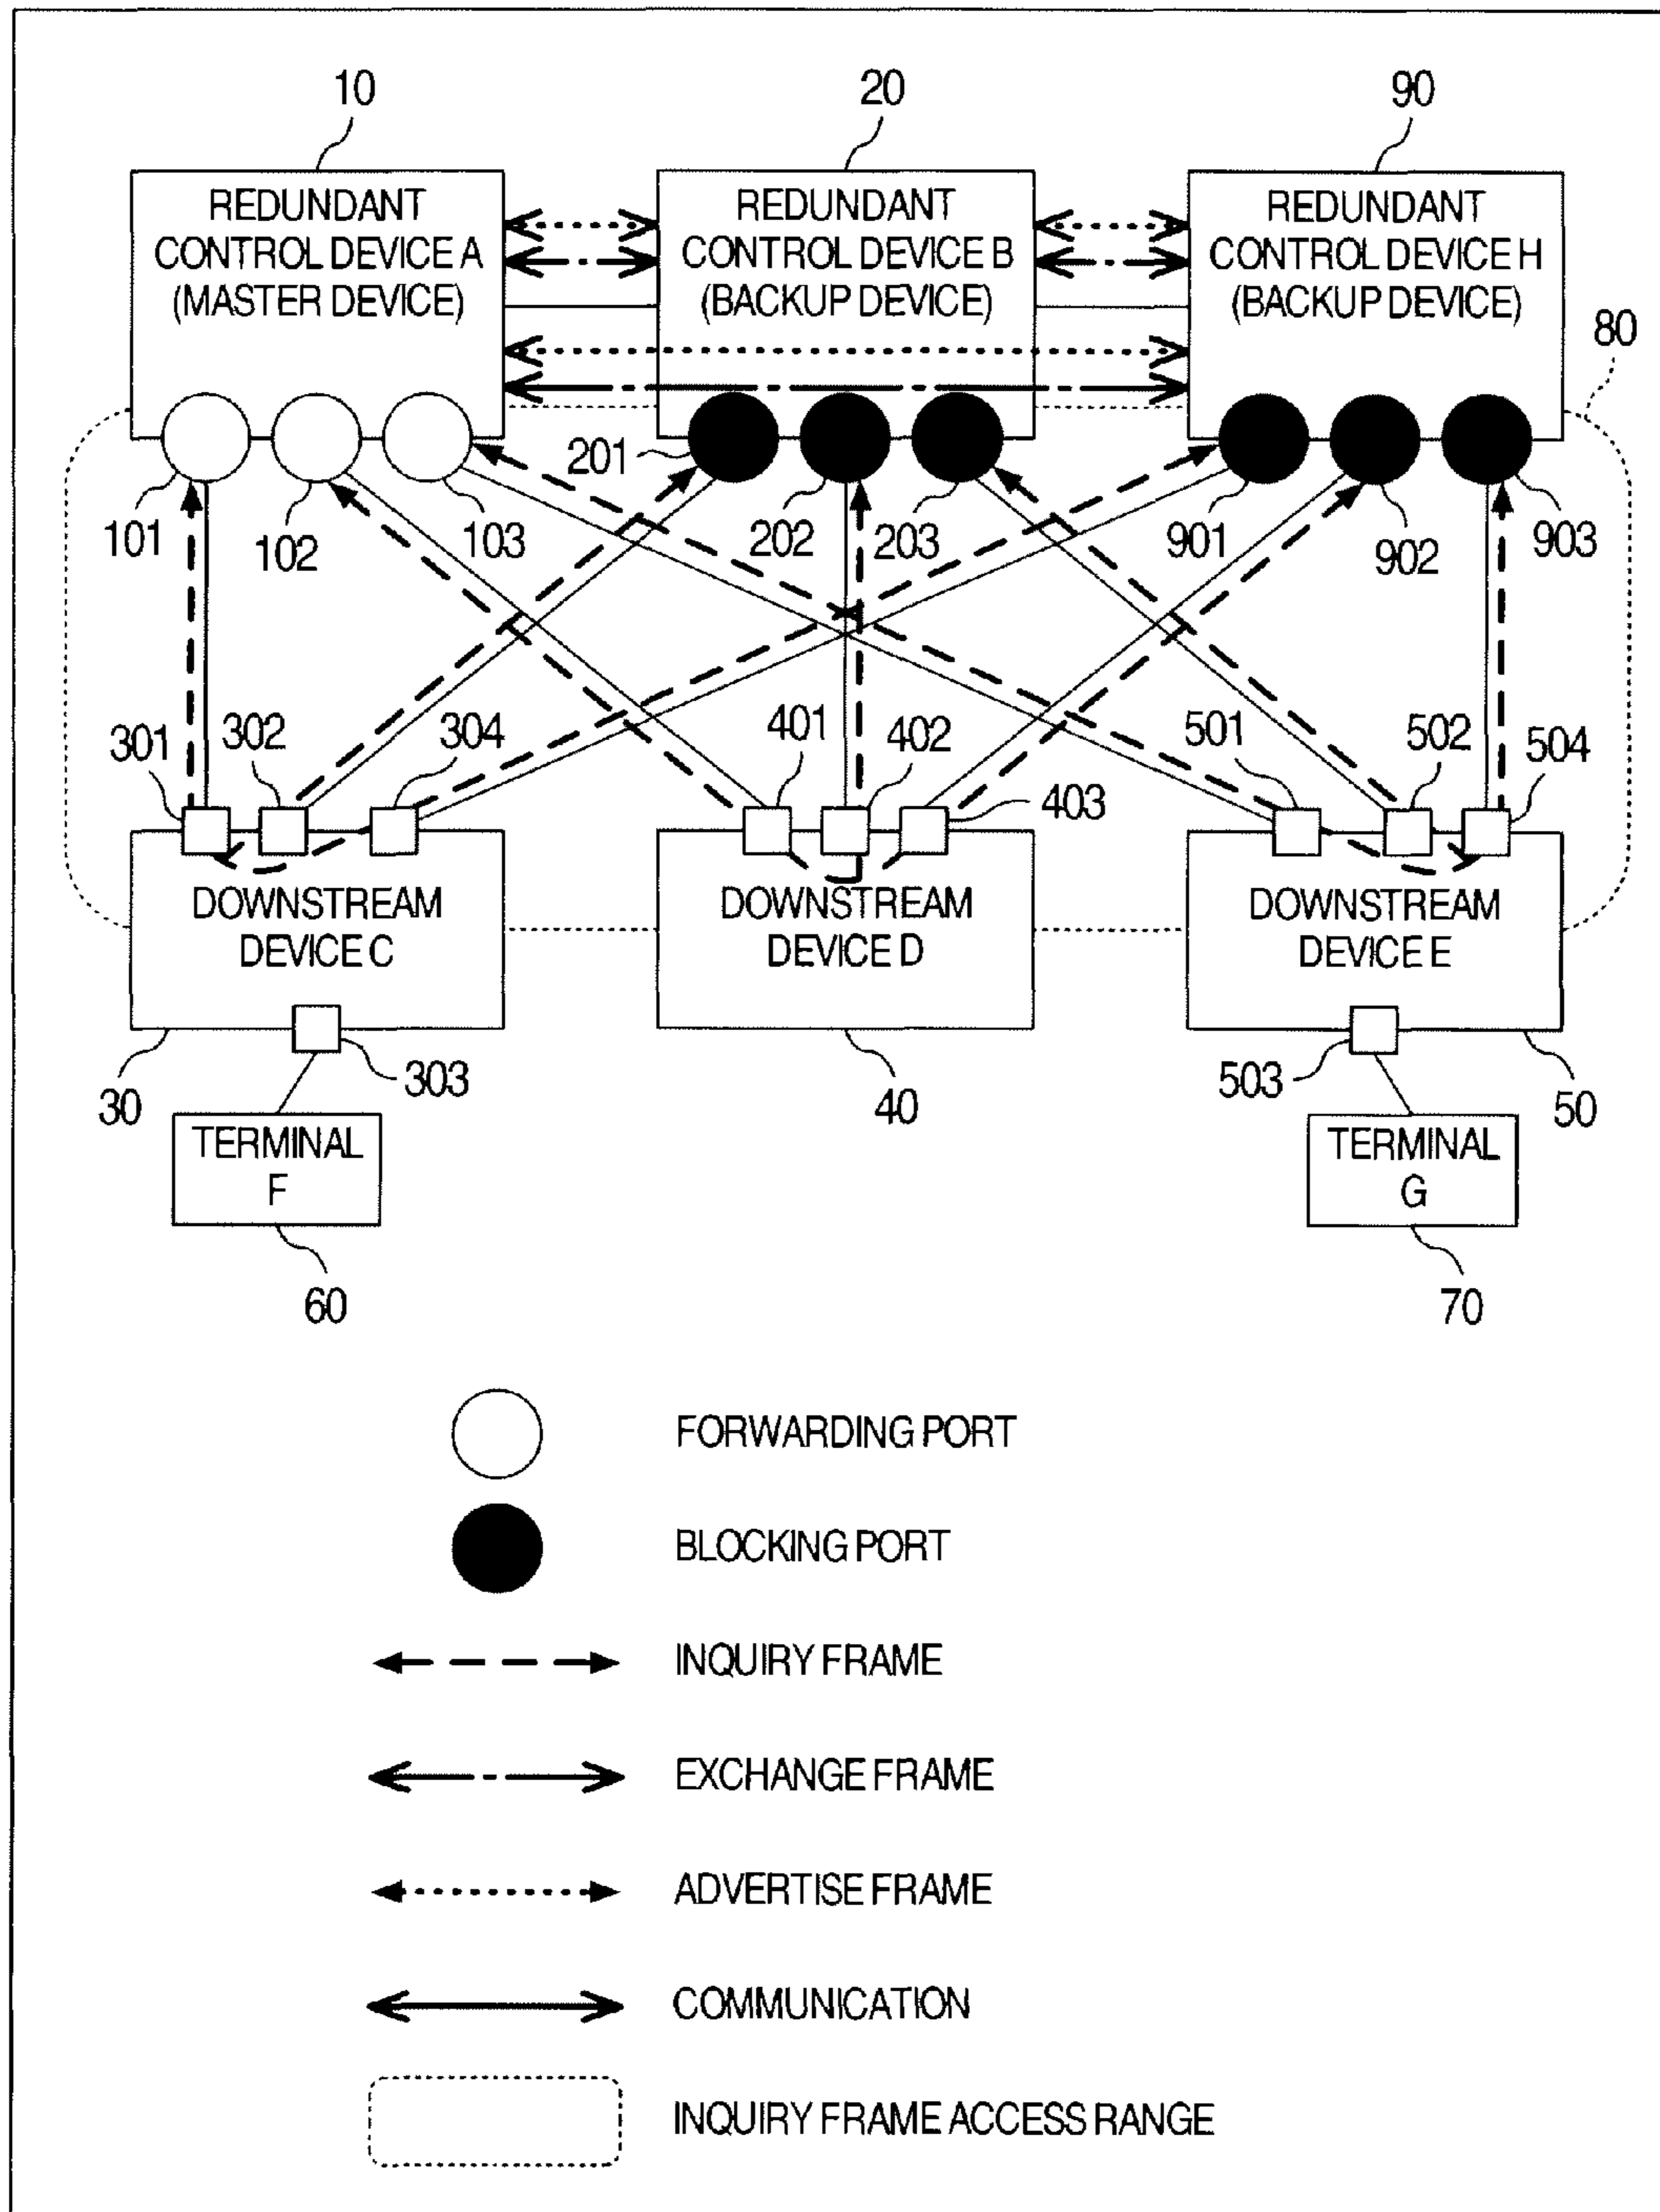 10
20
90
REDUNDANT
CONTROL DEVICE A
(MASTER DEVICE)
REDUNDANT
CONTROL DEVICE B
(BACKUP DEVICE)
REDUNDANT
CONTROL DEVICE H
(BACKUP DEVICE)
80
101
102
103
201
202
203
901
902
903
301
302
304
401
402
403
501
502
504
DOWNSTREAM
DEVICE C
DOWNSTREAM
DEVICE D
DOWNSTREAM
DEVICE E
30
303
40
503
50
TERMINAL
F
TERMINAL
G
60
70
FORWARDING PORT
BLOCKING PORT
INQUIRY FRAME
EXCHANGE FRAME
ADVERTISE FRAME
COMMUNICATION
INQUIRY FRAME ACCESS RANGE